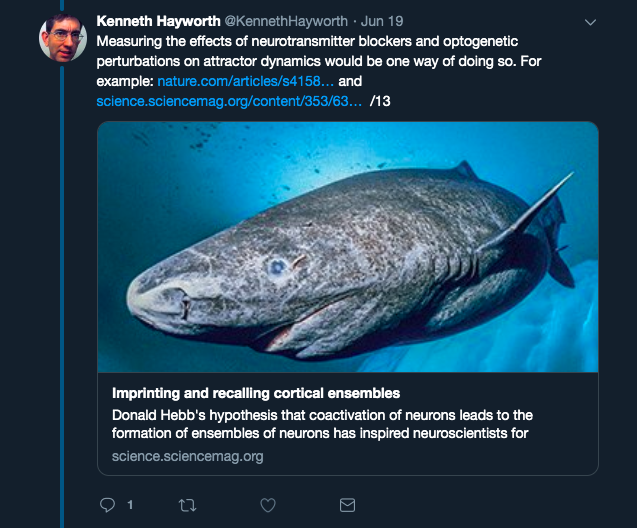 Kenneth Hayworth @KennethHayworth · Jun 19
Measuring the effects of neurotransmitter blockers and optogenetic
perturbations on attractor dynamics would be one way of doing so. For
example: nature.com/articles/s4158… and
science.sciencemag.org/content/353/63… /13
Imprinting and recalling cortical ensembles
Donald Hebb's hypothesis that coactivation of neurons leads to the
formation of ensembles of neurons has inspired neuroscientists for
science.sciencemag.org
1